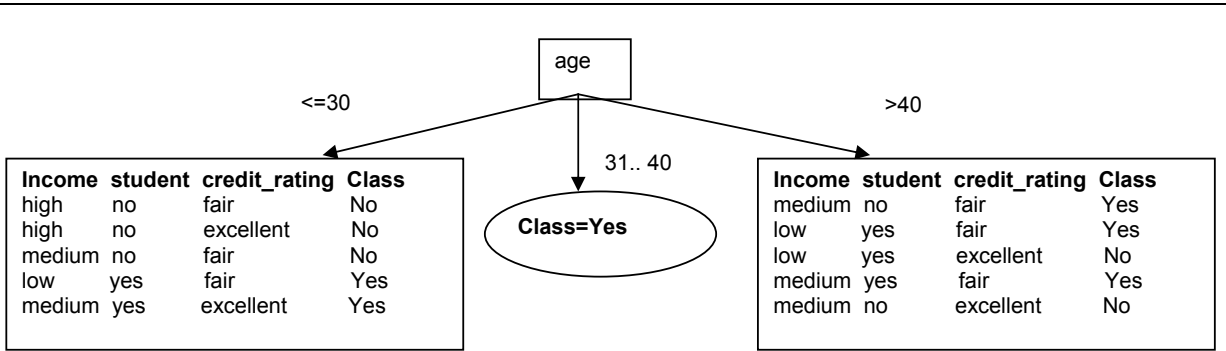 age
<=30
>40
31.. 40
Income student credit_rating Class
high no fair No
high no excellent No
medium no fair No
low yes fair Yes
medium yes excellent Yes
Class=Yes
Income student credit_rating Class
medium no fair Yes
low yes fair Yes
low yes excellent No
medium yes fair Yes
medium no excellent No